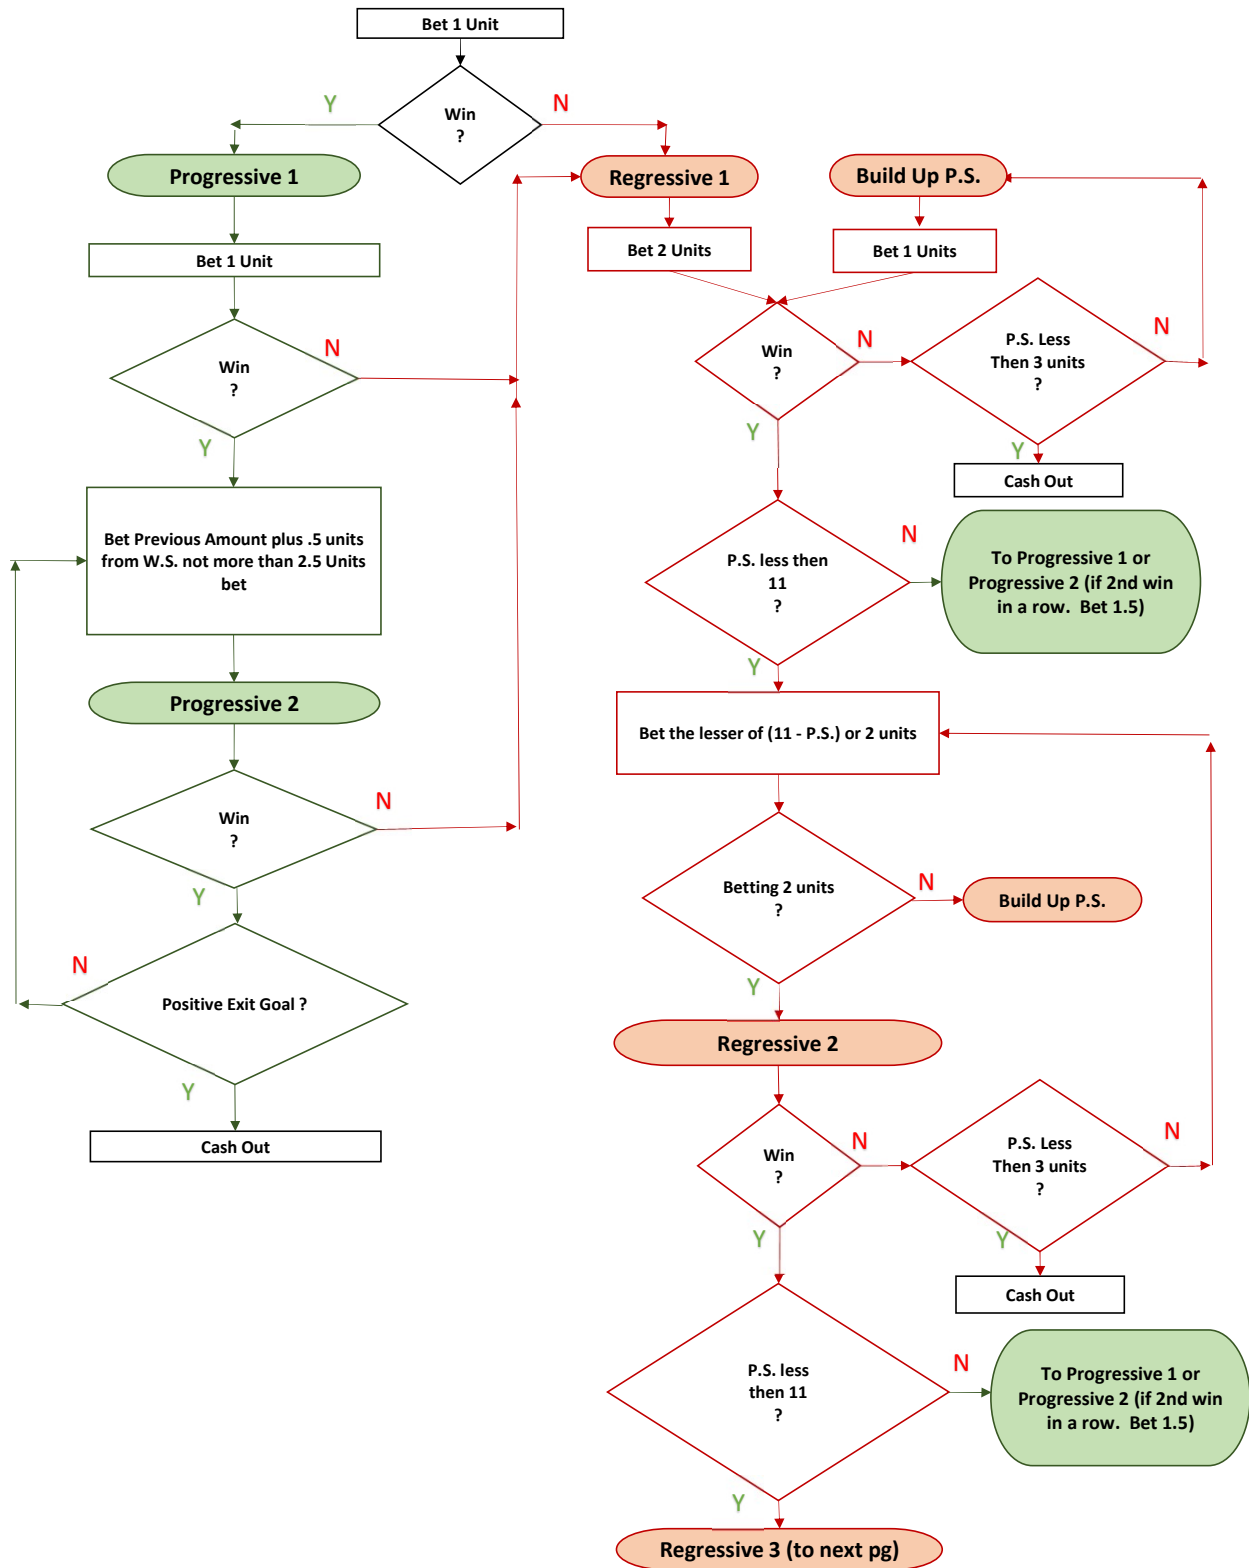 Bet 1 Unit
Y
N
Win
?
Progressive 1
Regressive 1
Build Up P.S.
Bet 1 Unit
Bet 2 Units
Bet 1 Units
Win
?
N
Y
Win
?
N
Y
P.S. Less
Then 3 units
?
N
Y
Cash Out
Bet Previous Amount plus .5 units
from W.S. not more than 2.5 Units
bet
P.S. less then
11
?
N
Y
To Progressive 1 or
Progressive 2 (if 2nd win
in a row.  Bet 1.5)
Progressive 2
Bet the lesser of (11 - P.S.) or 2 units
Win
?
N
Y
Betting 2 units
?
N
Y
Build Up P.S.
Positive Exit Goal ?
N
Y
Cash Out
Regressive 2
Win
?
N
Y
P.S. Less
Then 3 units
?
N
Y
Cash Out
P.S. less
then 11
?
N
Y
To Progressive 1 or
Progressive 2 (if 2nd win
in a row.  Bet 1.5)
Regressive 3 (to next pg)